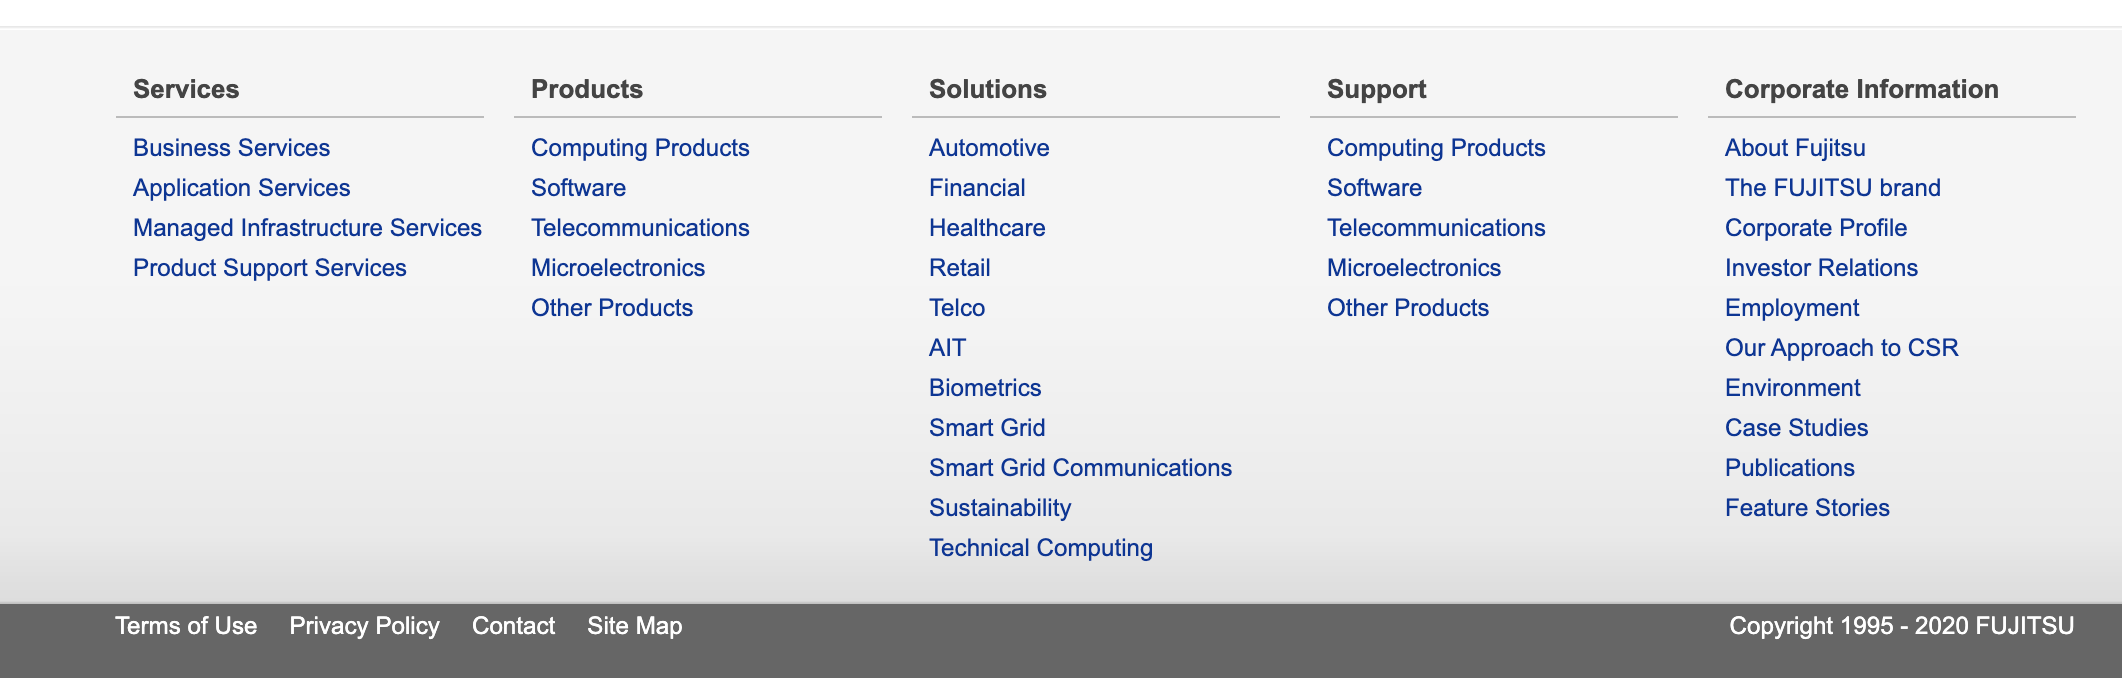 Services
Business Services
Application Services
Managed Infrastructure Services
Product Support Services
Products
Computing Products
Software
Telecommunications
Microelectronics
Other Products
Solutions
Automotive
Financial
Healthcare
Retail
Telco
AIT
Biometrics
Smart Grid
Smart Grid Communications
Sustainability
Technical Computing
Support
Computing Products
Software
Telecommunications
Microelectronics
Other Products
Corporate Information
About Fujitsu
The FUJITSU brand
Corporate Profile
Investor Relations
Employment
Our Approach to CSR
Environment
Case Studies
Publications
Feature Stories
Terms of Use Privacy Policy Contact Site Map
Copyright 1995 - 2020 FUJITSU